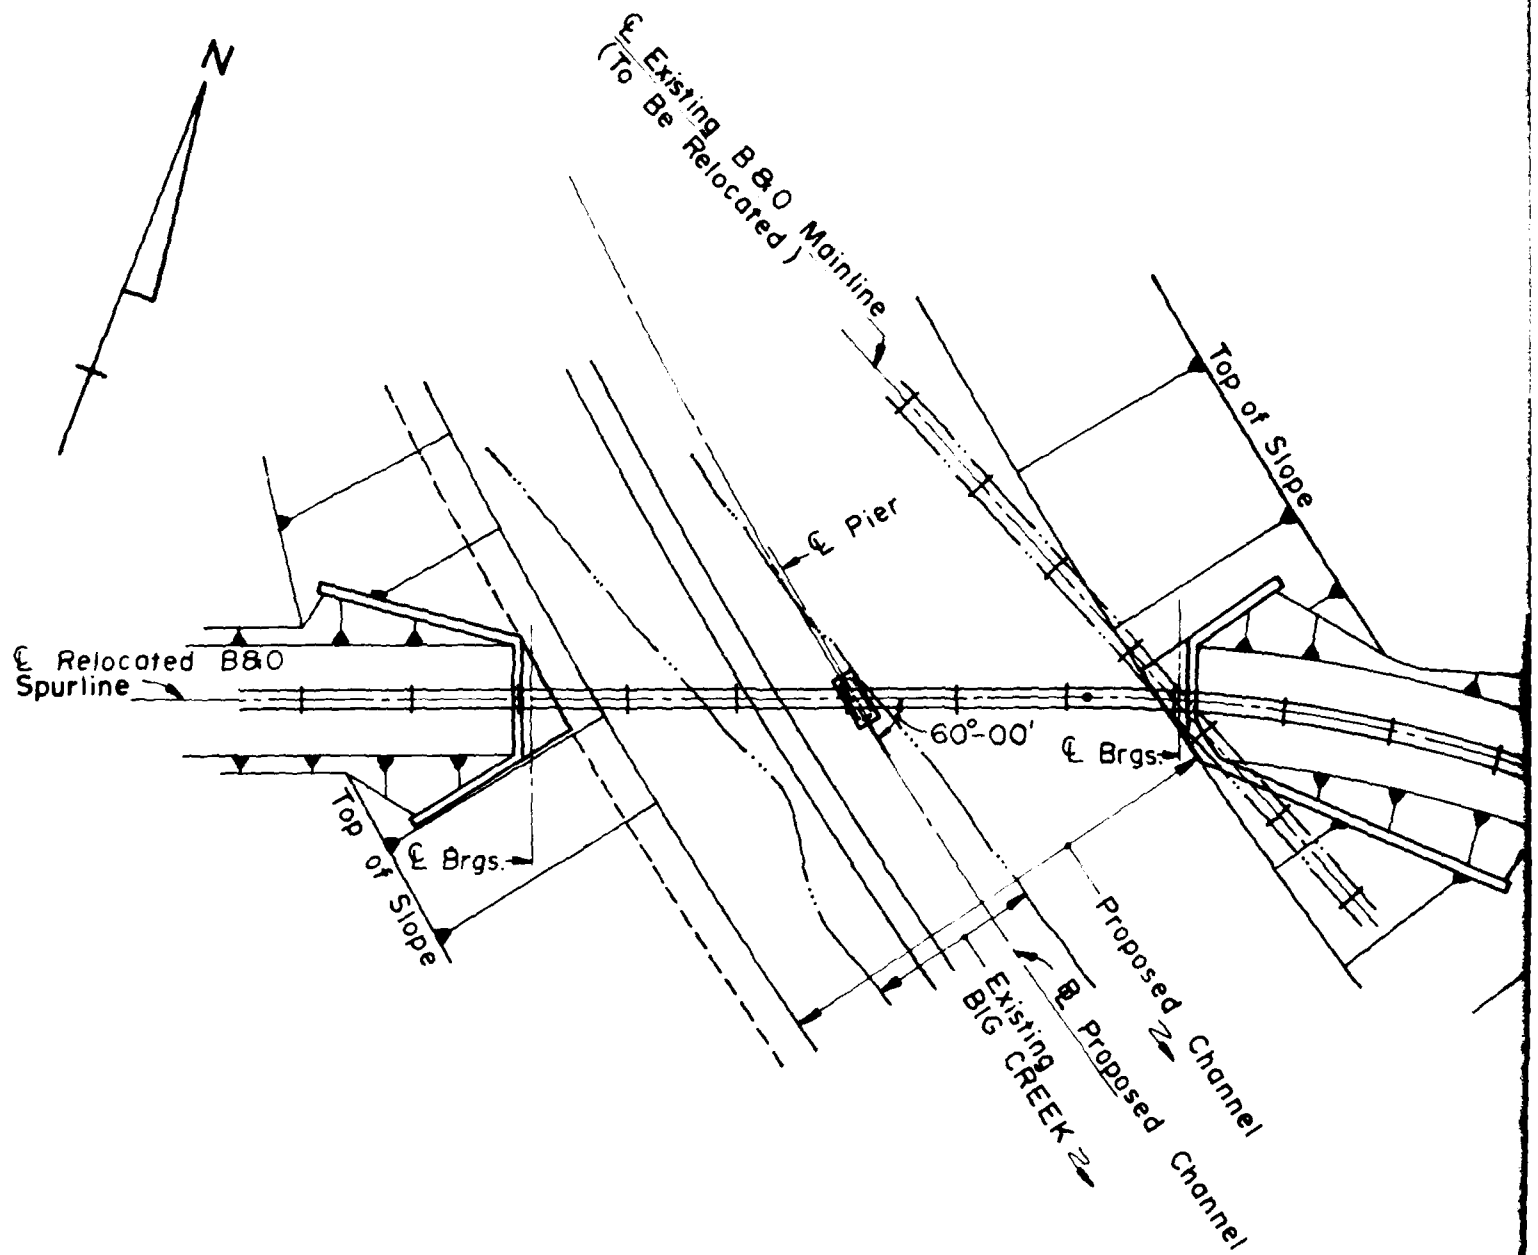 N
℄ Existing B&O Mainline
(To Be Relocated)
Top of Slope
℄ Pier
℄ Relocated B&O
Spurline
60°-00'
℄ Brgs.
Top of Slope
℄ Brgs.
Proposed Channel
℄ Proposed Channel
Existing
BIG CREEK